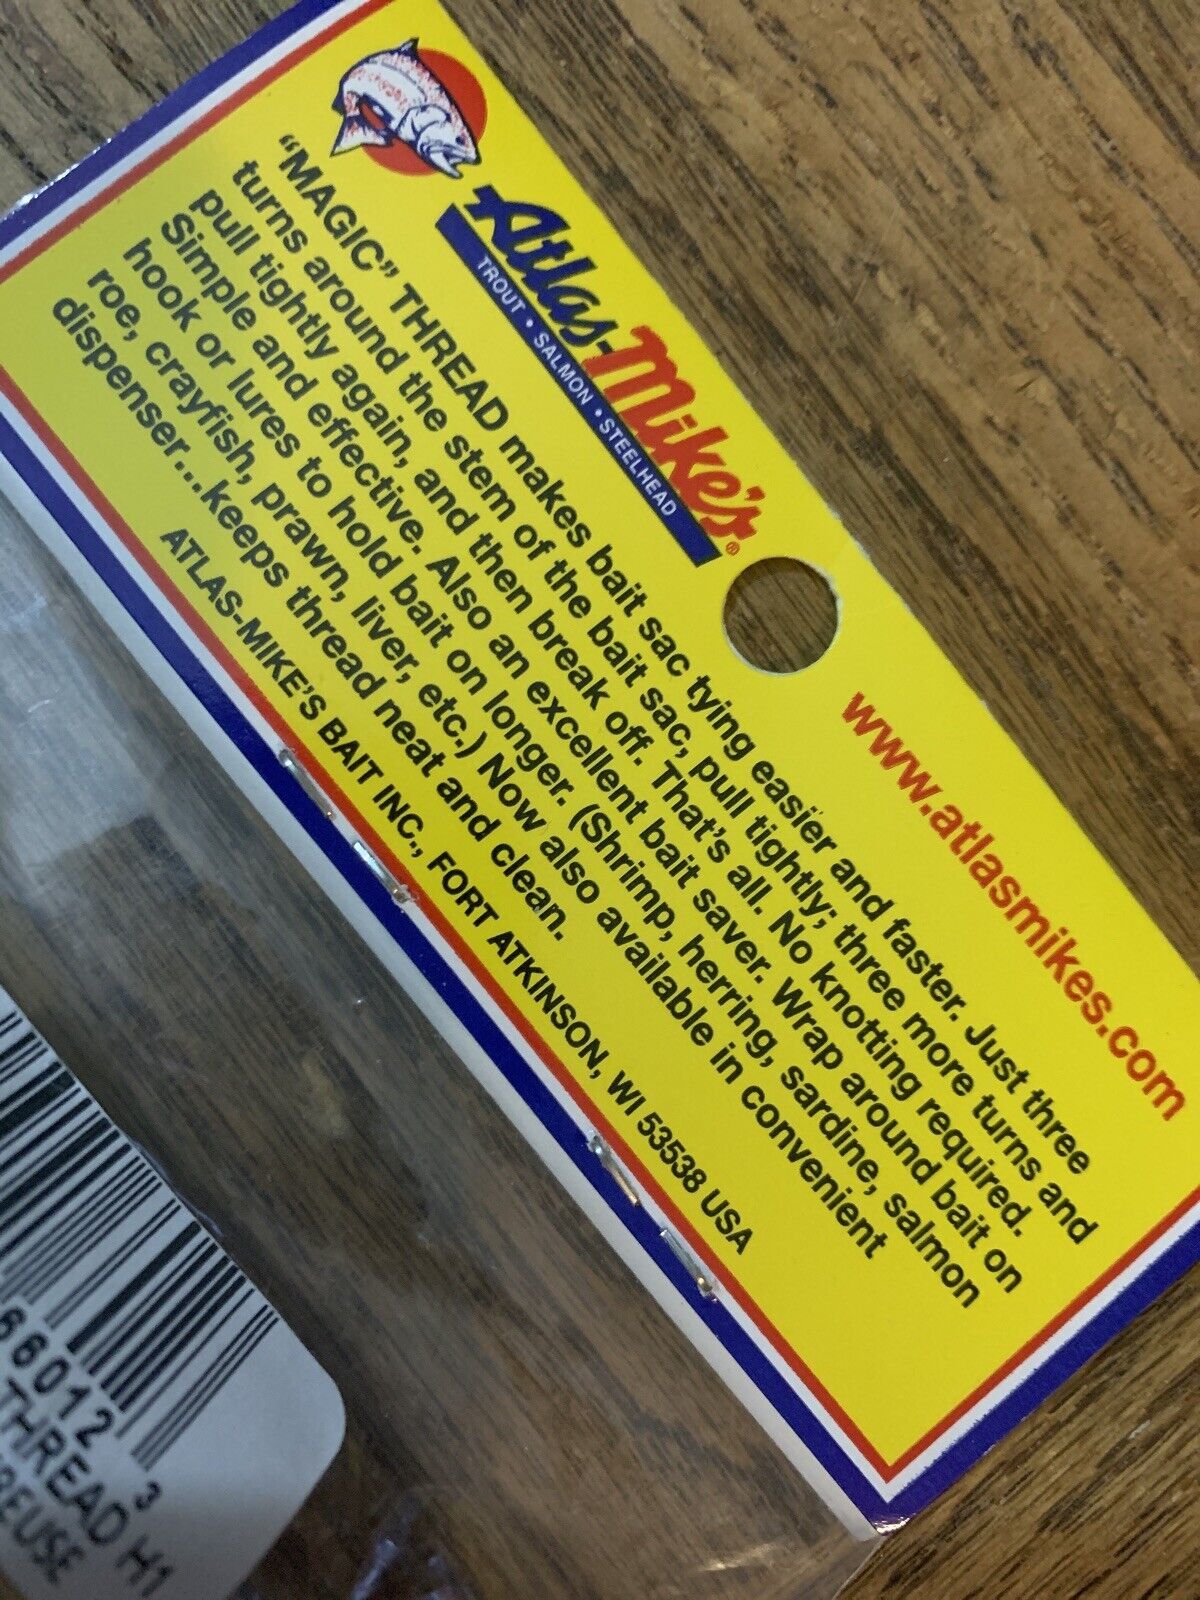 Atlas-Mike's®
TROUT • SALMON • STEELHEAD
www.atlasmikes.com
“MAGIC” THREAD makes bait sac tying easier and faster. Just three
turns around the stem of the bait sac, pull tightly; three more turns and
pull tightly again, and then break off. That's all. No knotting required.
Simple and effective. Also an excellent bait saver. Wrap around bait on
hook or lures to hold bait on longer. (Shrimp, herring, sardine, salmon
roe, crayfish, prawn, liver, etc.) Now also available in convenient
dispenser...keeps thread neat and clean.
ATLAS-MIKE'S BAIT INC., FORT ATKINSON, WI 53538 USA
66012 3
THREAD H1
REUSE